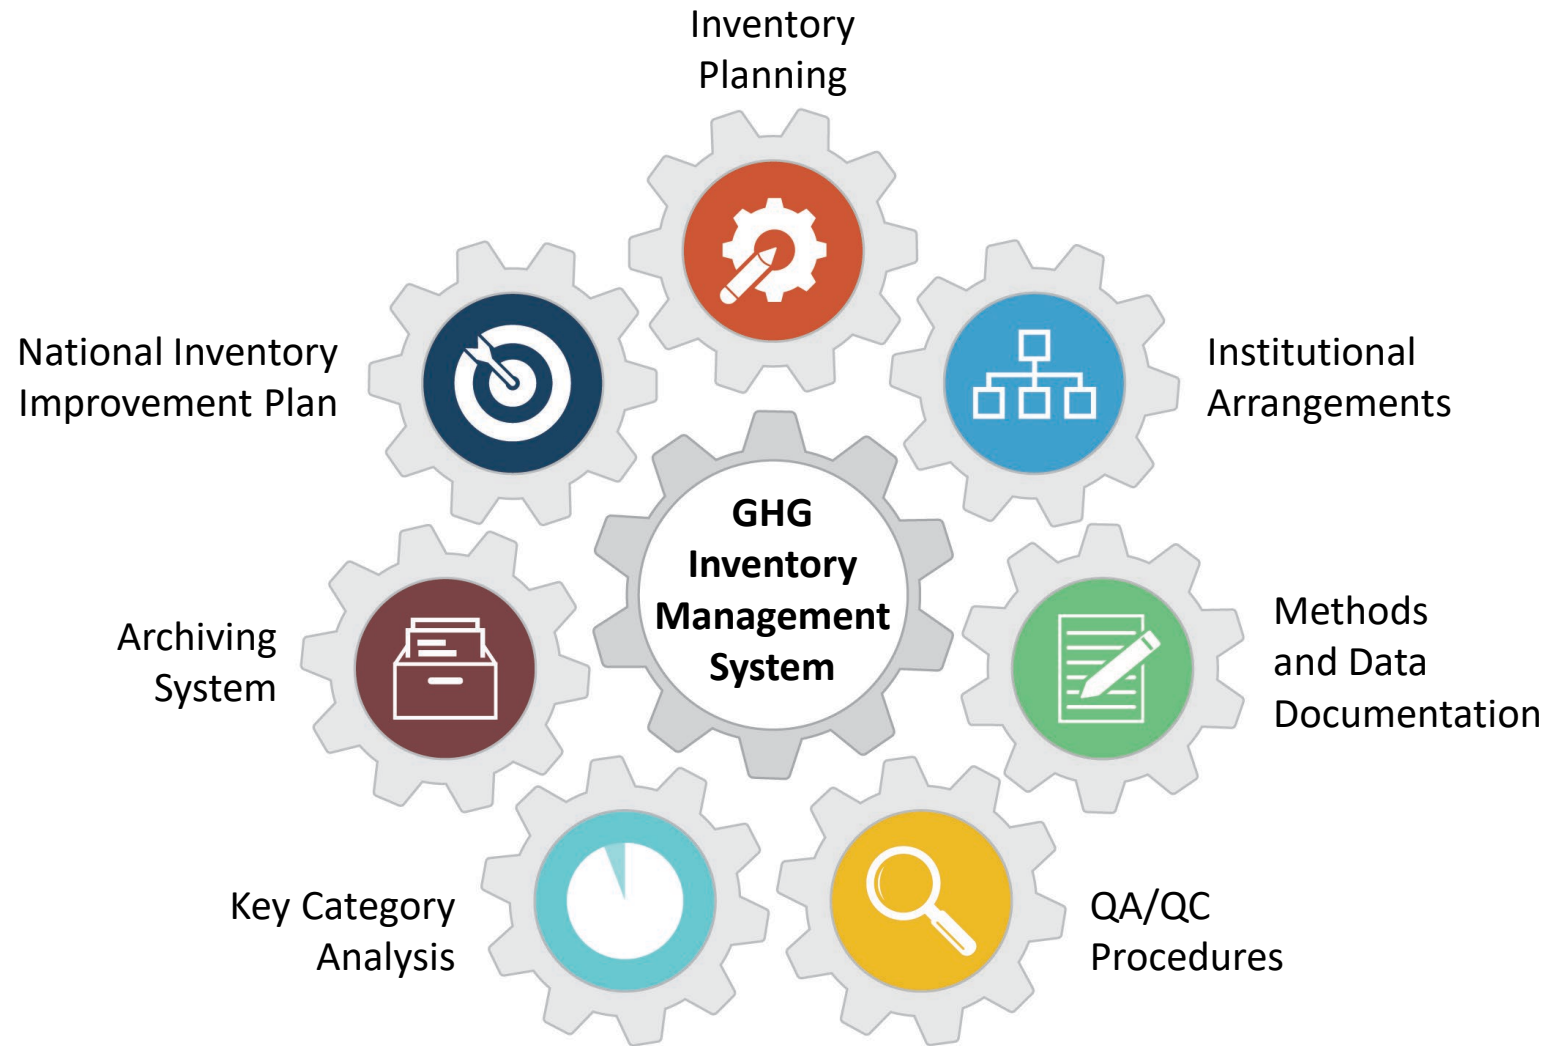 Inventory
Planning
National Inventory
Improvement Plan
Institutional
Arrangements
GHG
Inventory
Management
System
Archiving
System
Methods
and Data
Documentation
Key Category
Analysis
QA/QC
Procedures